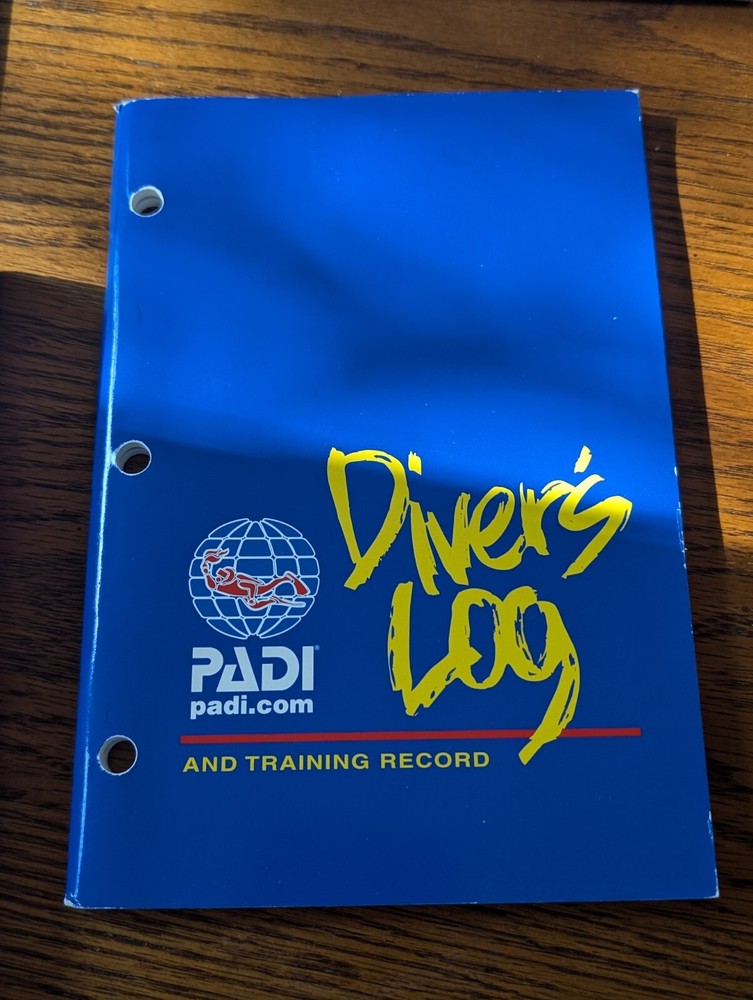 Diver's
Log
PADI®
padi.com
AND TRAINING RECORD